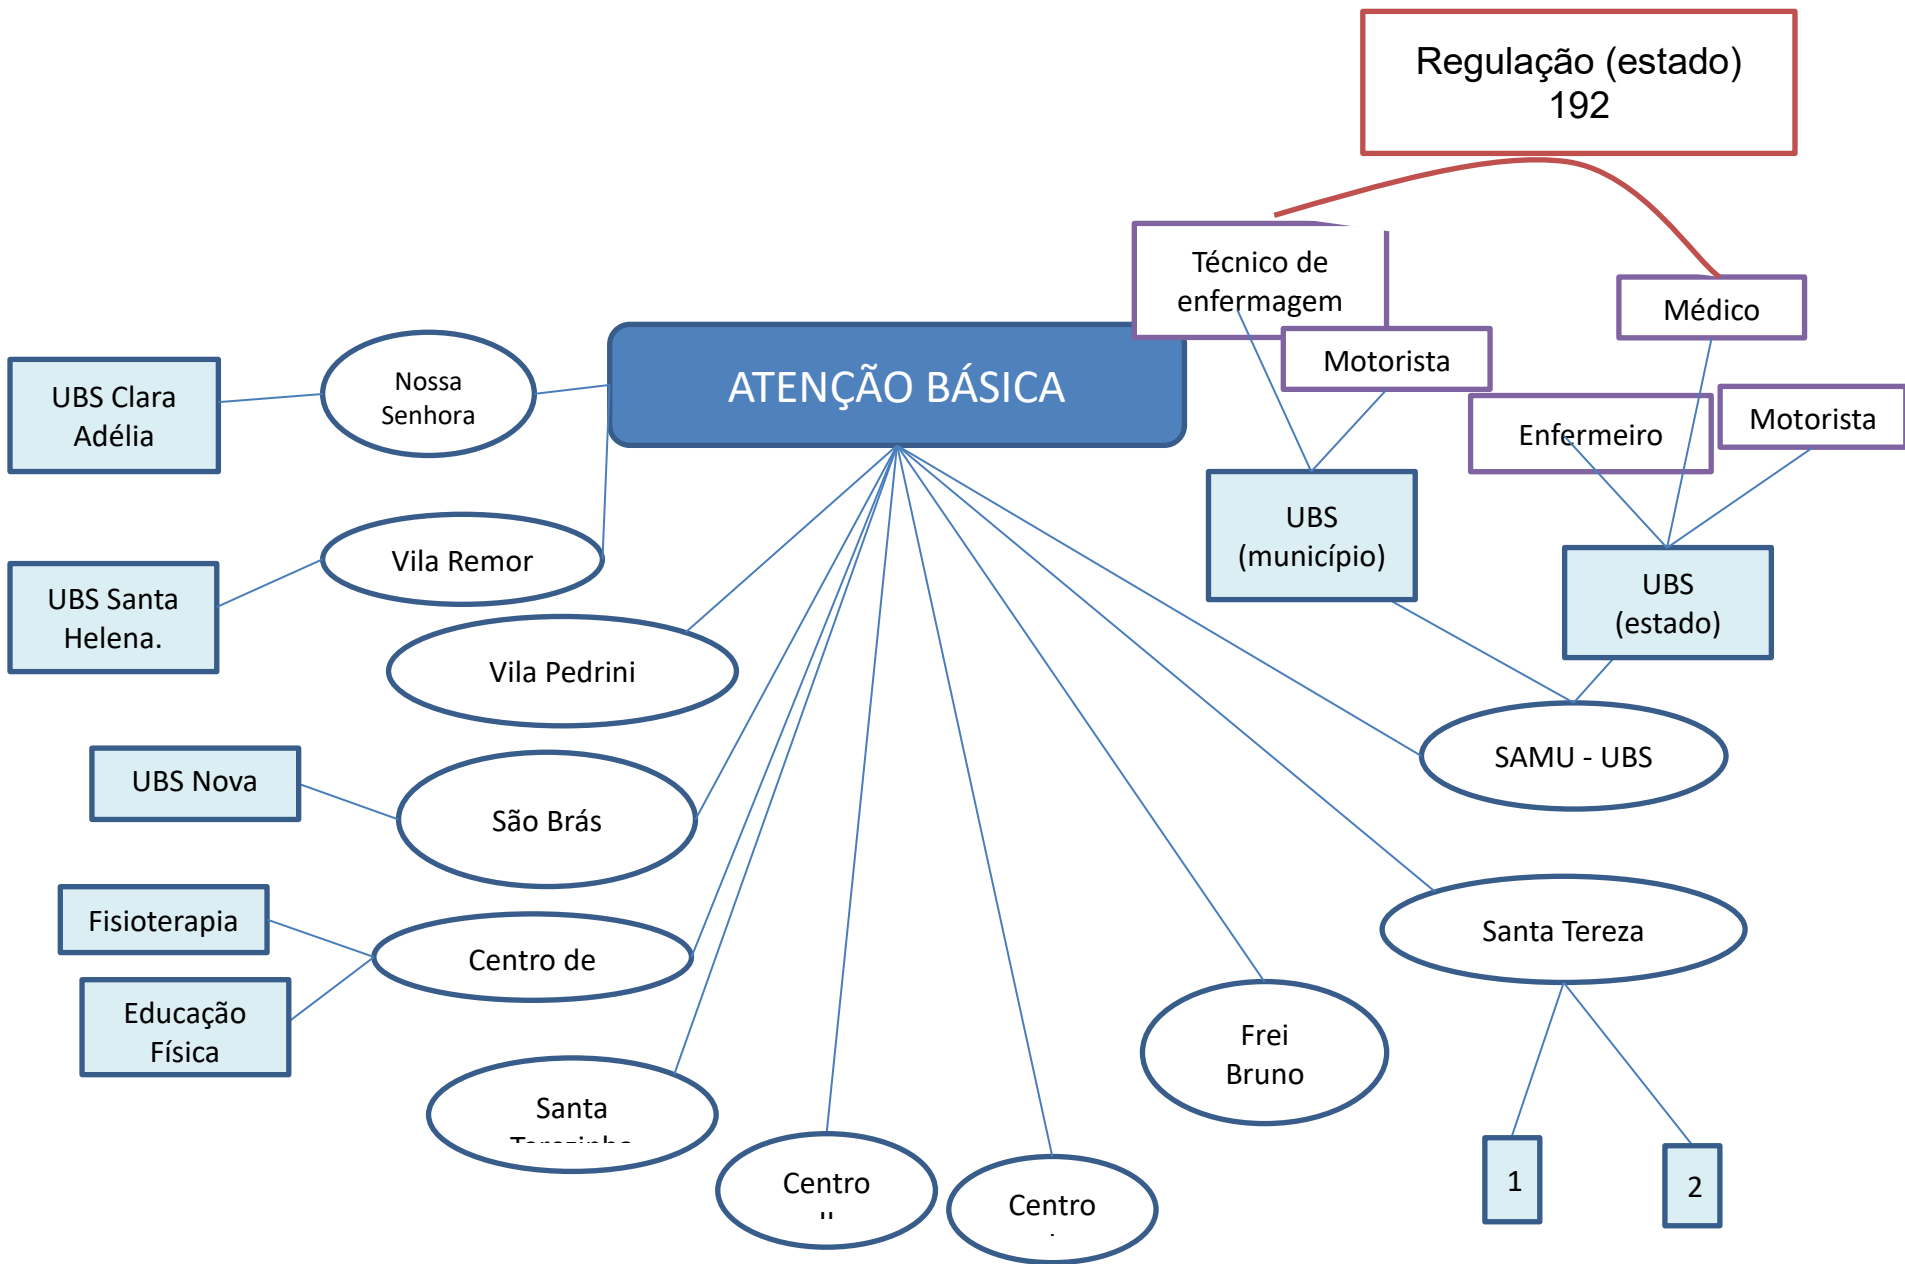 Regulação (estado)
192
Técnico de
enfermagem
Médico
Motorista
ATENÇÃO BÁSICA
Nossa
Senhora
UBS Clara
Adélia
Enfermeiro
Motorista
UBS
(município)
Vila Remor
UBS Santa
Helena.
UBS
(estado)
Vila Pedrini
SAMU - UBS
UBS Nova
São Brás
Fisioterapia
Centro de
Santa Tereza
Educação
Física
Frei
Bruno
Santa
Centro
Centro
1
2